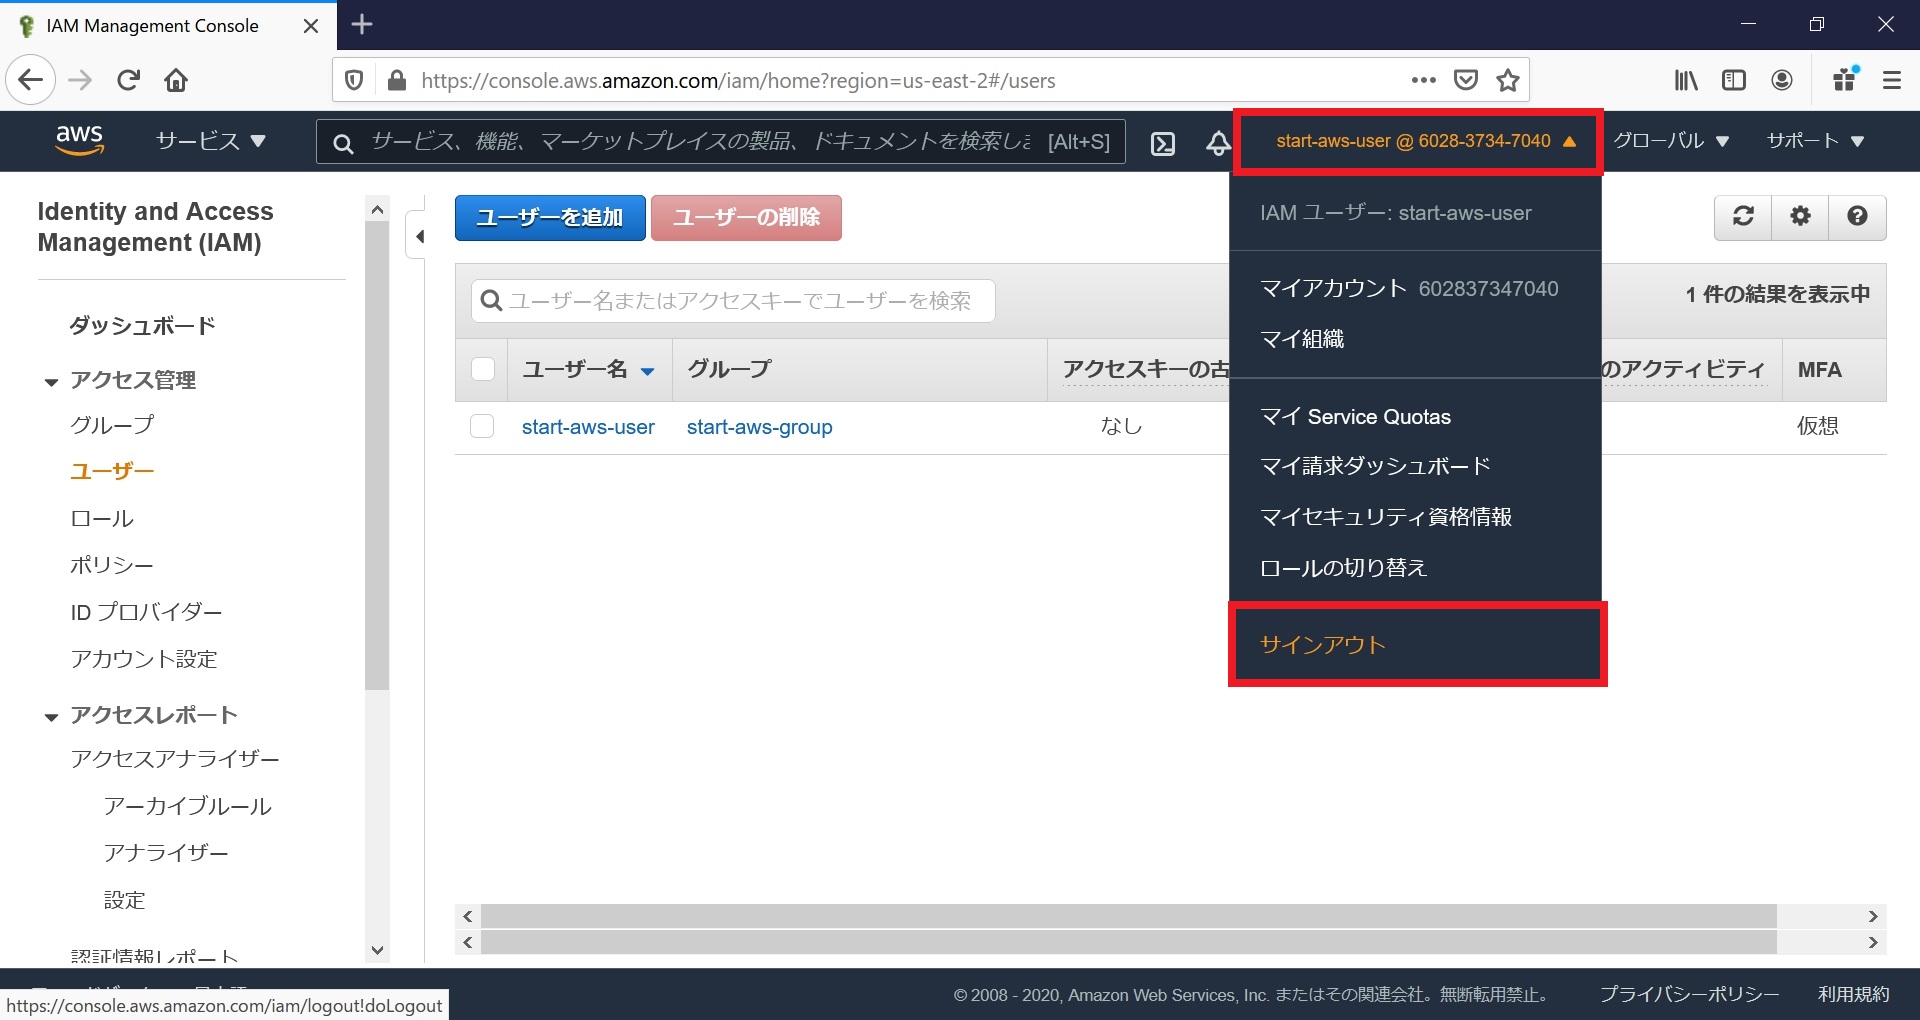 IAM Management Console
https://console.aws.amazon.com/iam/home?region=us-east-2#/users
aws
サービス
サービス、機能、マーケットプレイスの製品、ドキュメントを検索しま [Alt+S]
start-aws-user @ 6028-3734-7040
グローバル
サポート
Identity and Access
Management (IAM)
ダッシュボード
アクセス管理
グループ
ユーザー
ロール
ポリシー
ID プロバイダー
アカウント設定
アクセスレポート
アクセスアナライザー
アーカイブルール
アナライザー
設定
認証情報レポート
ユーザーを追加
ユーザーの削除
ユーザー名またはアクセスキーでユーザーを検索
1 件の結果を表示中
ユーザー名
グループ
アクセスキーの古
のアクティビティ
MFA
start-aws-user
start-aws-group
なし
仮想
IAM ユーザー: start-aws-user
マイアカウント 602837347040
マイ組織
マイ Service Quotas
マイ請求ダッシュボード
マイセキュリティ資格情報
ロールの切り替え
サインアウト
https://console.aws.amazon.com/iam/logout!doLogout
© 2008 - 2020, Amazon Web Services, Inc. またはその関連会社。無断転用禁止。
プライバシーポリシー
利用規約